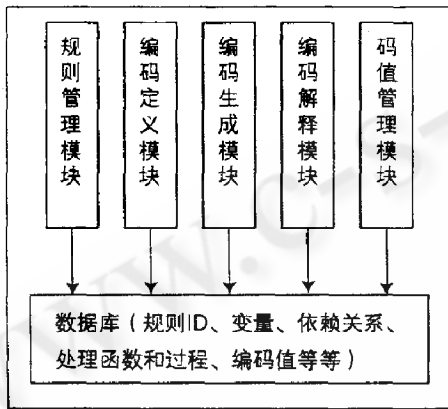 规则管理模块
编码定义模块
编码生成模块
编码解释模块
码值管理模块
数据库（规则ID、变量、依赖关系、
处理函数和过程、编码值等等）
www.c-s-